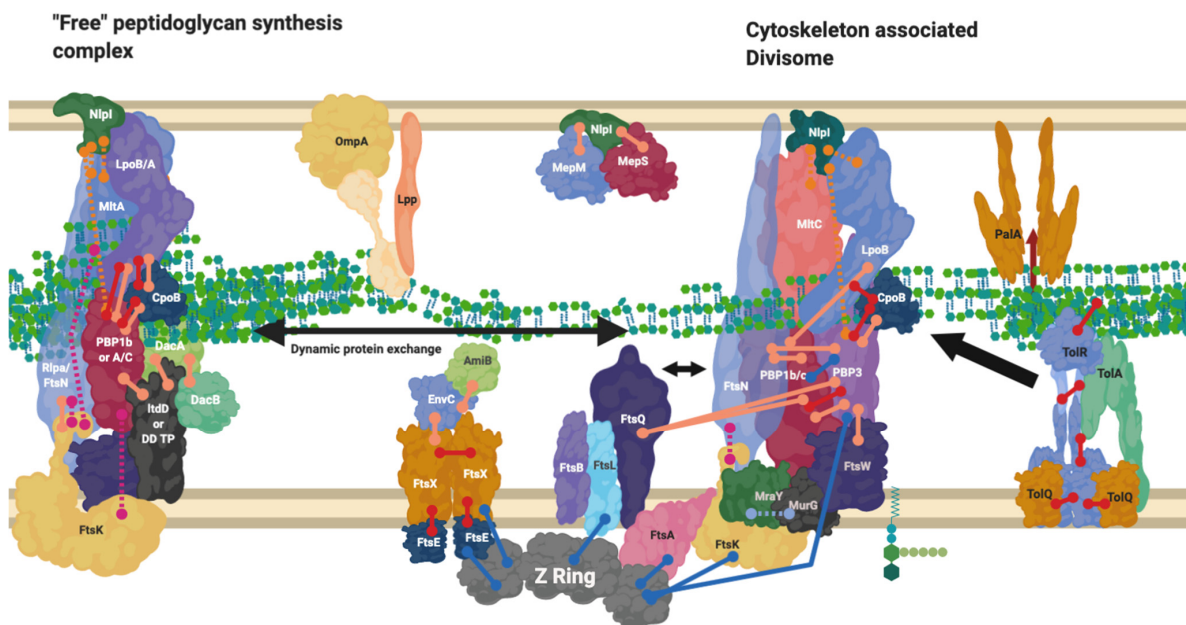 "Free" peptidoglycan synthesis
complex
Cytoskeleton associated
Divisome
NlpI
LpoB/A
MltA
CpoB
PBP1b
or A/C
DacA
Rlpa/
FtsN
ltdD
or
DD TP
DacB
FtsK
OmpA
Lpp
Dynamic protein exchange
AmiB
EnvC
FtsX
FtsX
FtsE
FtsE
NlpI
MepM
MepS
FtsQ
FtsB
FtsL
Z Ring
FtsA
NlpI
MltC
LpoB
CpoB
FtsN
PBP1b/c
PBP3
FtsW
MraY
MurG
FtsK
PalA
TolR
TolA
TolQ
TolQ